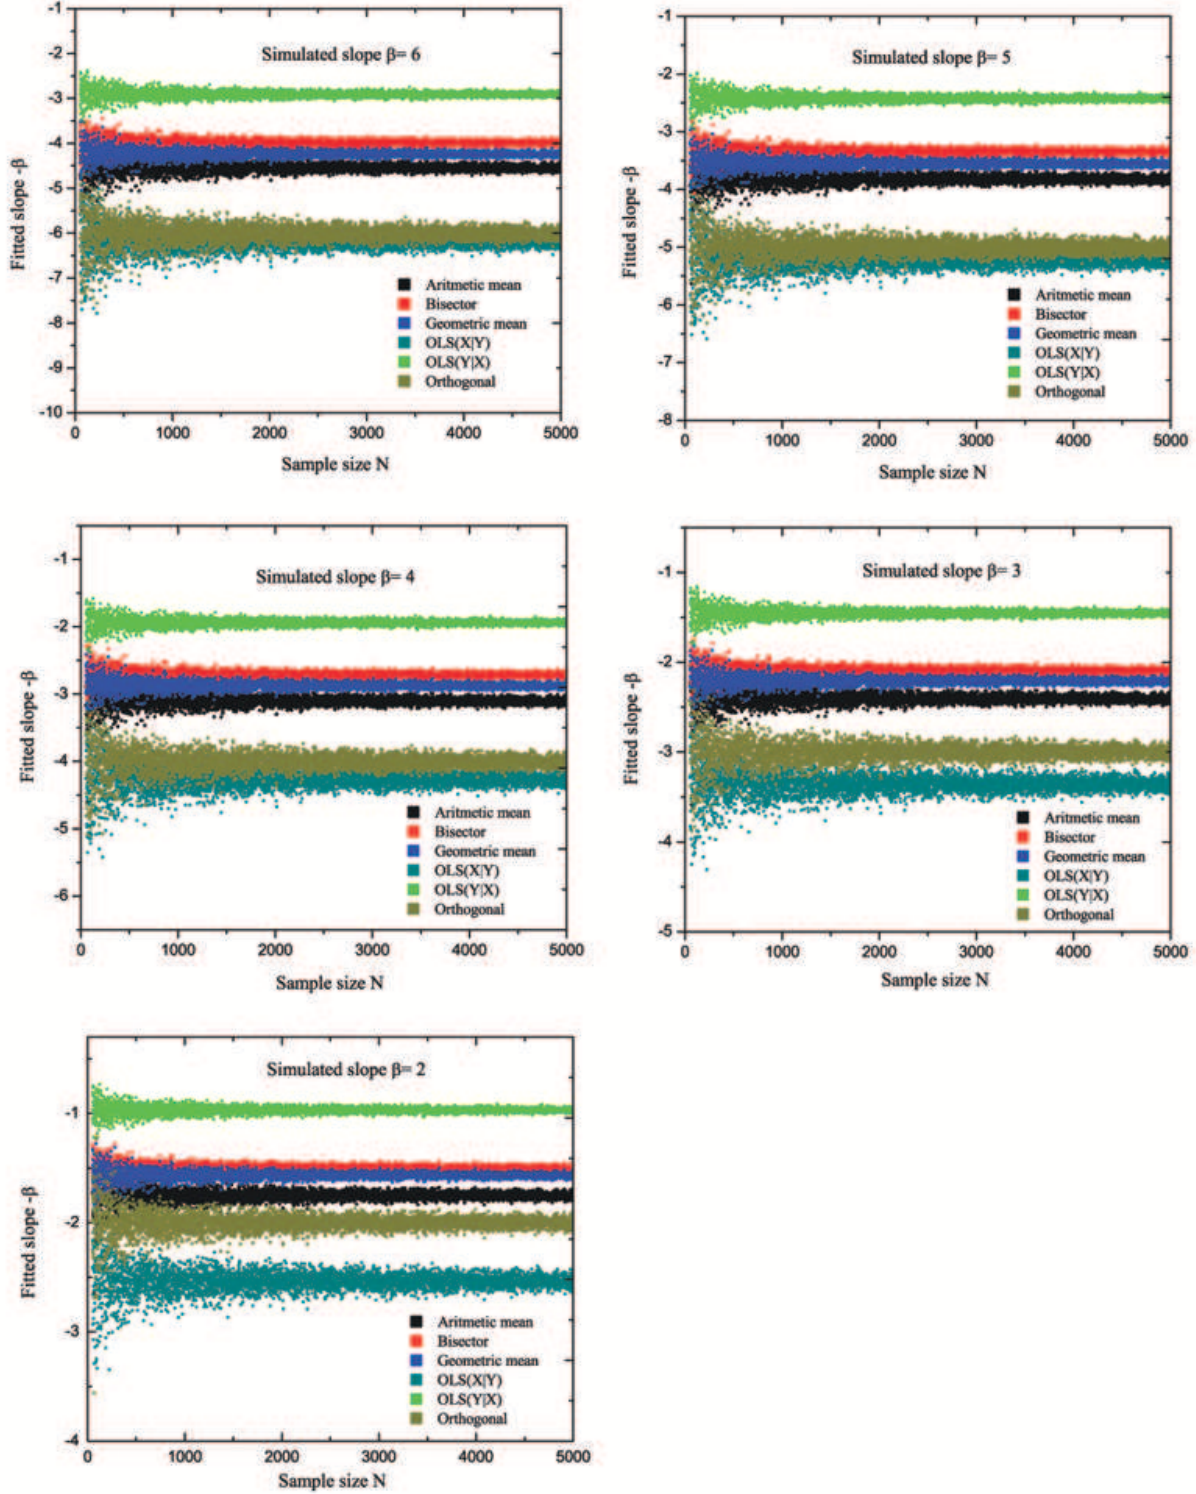 -1
-2
-3
-4
-5
-6
-7
-8
-9
-10
Fitted slope -β
Simulated slope β= 6
Aritmetic mean
Bisector
Geometric mean
OLS(X|Y)
OLS(Y|X)
Orthogonal
0 1000 2000 3000 4000 5000
Sample size N
-1
-2
-3
-4
-5
-6
-7
-8
Fitted slope -β
Simulated slope β= 5
Aritmetic mean
Bisector
Geometric mean
OLS(X|Y)
OLS(Y|X)
Orthogonal
0 1000 2000 3000 4000 5000
Sample size N
-1
-2
-3
-4
-5
-6
Fitted slope -β
Simulated slope β= 4
Aritmetic mean
Bisector
Geometric mean
OLS(X|Y)
OLS(Y|X)
Orthogonal
0 1000 2000 3000 4000 5000
Sample size N
-1
-2
-3
-4
-5
Fitted slope -β
Simulated slope β= 3
Aritmetic mean
Bisector
Geometric mean
OLS(X|Y)
OLS(Y|X)
Orthogonal
0 1000 2000 3000 4000 5000
Sample size N
-1
-2
-3
-4
Fitted slope -β
Simulated slope β= 2
Aritmetic mean
Bisector
Geometric mean
OLS(X|Y)
OLS(Y|X)
Orthogonal
0 1000 2000 3000 4000 5000
Sample size N